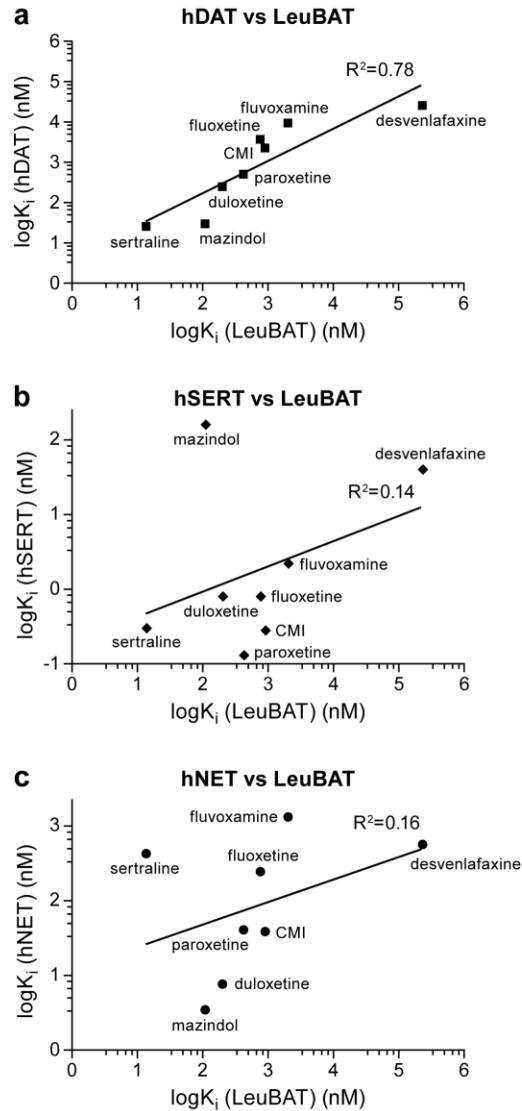 a
hDAT vs LeuBAT
R²=0.78
fluvoxamine
fluoxetine
desvenlafaxine
CMI
paroxetine
duloxetine
sertraline
mazindol
logKᵢ (hDAT) (nM)
6
5
4
3
2
1
0
0 1 2 3 4 5 6
logKᵢ (LeuBAT) (nM)
b
hSERT vs LeuBAT
mazindol
desvenlafaxine
R²=0.14
fluvoxamine
duloxetine
fluoxetine
sertraline
CMI
paroxetine
logKᵢ (hSERT) (nM)
2
1
0
-1
0 1 2 3 4 5 6
logKᵢ (LeuBAT) (nM)
c
hNET vs LeuBAT
fluvoxamine
R²=0.16
sertraline
fluoxetine
desvenlafaxine
paroxetine
CMI
duloxetine
mazindol
logKᵢ (hNET) (nM)
3
2
1
0
0 1 2 3 4 5 6
logKᵢ (LeuBAT) (nM)